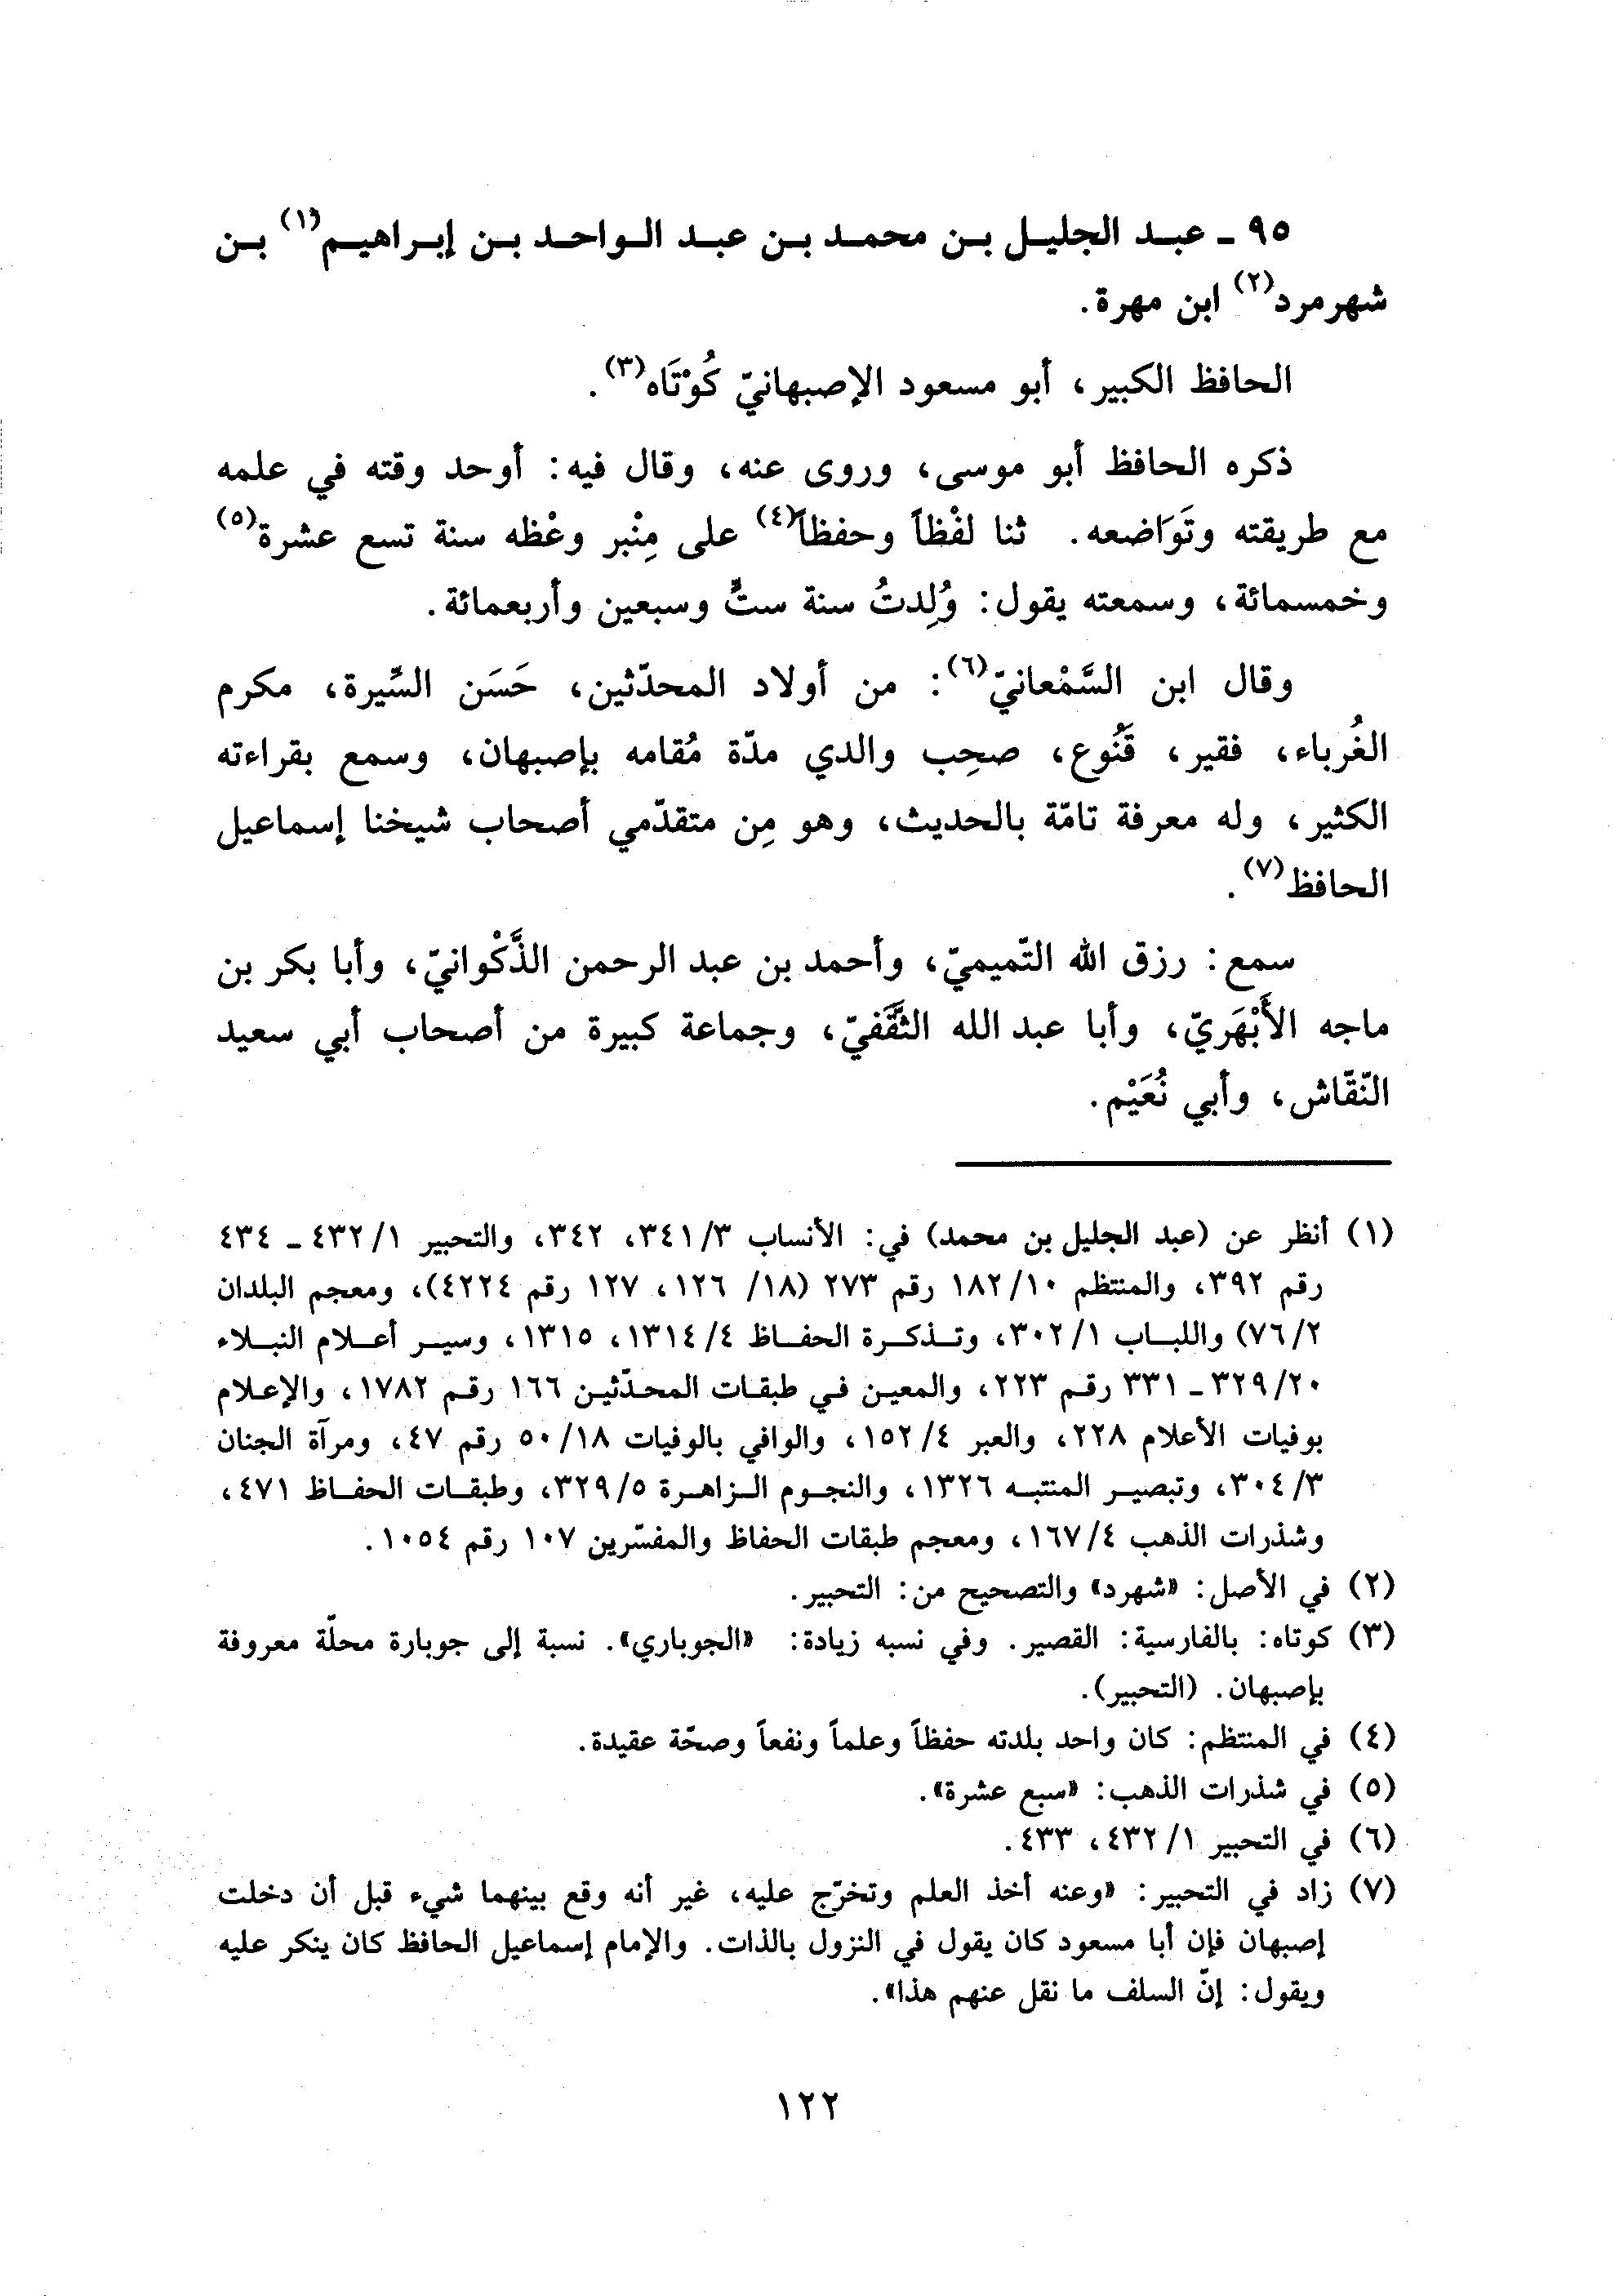 ٩٥ ـ عبد الجليل بن محمد بن عبد الواحد بن إبراهيم(١) بن
شهرمرد(٢) ابن مهرة.
الحافظ الكبير، أبو مسعود الإصبهانيّ كُوْتَاه(٣).
ذكره الحافظ أبو موسى، وروى عنه، وقال فيه: أوحد وقته في علمه
مع طريقته وتَوَاضعه. ثنا لفْظاً وحفظاً(٤) على مِنْبر وعْظه سنة تسع عشرة(٥)
وخمسمائة، وسمعته يقول: وُلِدتُ سنة ستٌّ وسبعين وأربعمائة.
وقال ابن السَّمْعانيّ(٦): من أولاد المحدّثين، حَسَن السِّيرة، مكرم
الغُرباء، فقير، قَنُوع، صحِب والدي مدّة مُقامه بإصبهان، وسمع بقراءته
الكثير، وله معرفة تامّة بالحديث، وهو مِن متقدّمي أصحاب شيخنا إسماعيل
الحافظ(٧).
سمع: رزق الله التّميميّ، وأحمد بن عبد الرحمن الذَّكْوانيّ، وأبا بكر بن
ماجه الأَبْهَريّ، وأبا عبد الله الثَّقَفيّ، وجماعة كبيرة من أصحاب أبي سعيد
النّقّاش، وأبي نُعَيْم.
(١) أنظر عن (عبد الجليل بن محمد) في: الأنساب ٣٤١/٣، ٣٤٢، والتحبير ٤٣٢/١ ـ ٤٣٤
رقم ٣٩٢، والمنتظم ١٨٢/١٠ رقم ٢٧٣ (١٨/ ١٢٦، ١٢٧ رقم ٤٢٢٤)، ومعجم البلدان
٧٦/٢) واللباب ٣٠٢/١، وتذكرة الحفاظ ١٣١٤/٤، ١٣١٥، وسير أعلام النبلاء
٣٢٩/٢٠ ـ ٣٣١ رقم ٢٢٣، والمعين في طبقات المحدّثين ١٦٦ رقم ١٧٨٢، والإعلام
بوفيات الأعلام ٢٢٨، والعبر ١٥٢/٤، والوافي بالوفيات ٥٠/١٨ رقم ٤٧، ومرآة الجنان
٣٠٤/٣، وتبصير المنتبه ١٣٢٦، والنجوم الزاهرة ٣٢٩/٥، وطبقات الحفاظ ٤٧١،
وشذرات الذهب ١٦٧/٤، ومعجم طبقات الحفاظ والمفسّرين ١٠٧ رقم ١٠٥٤.
(٢) في الأصل: «شهرد» والتصحيح من: التحبير.
(٣) كوتاه: بالفارسية: القصير. وفي نسبه زيادة: «الجوباري». نسبة إلى جوبارة محلّة معروفة
بإصبهان. (التحبير).
(٤) في المنتظم: كان واحد بلدته حفظاً وعلماً ونفعاً وصحّة عقيدة.
(٥) في شذرات الذهب: «سبع عشرة».
(٦) في التحبير ٤٣٢/١، ٤٣٣.
(٧) زاد في التحبير: «وعنه أخذ العلم وتخرّج عليه، غير أنه وقع بينهما شيء قبل أن دخلت
إصبهان فإن أبا مسعود كان يقول في النزول بالذات. والإمام إسماعيل الحافظ كان ينكر عليه
ويقول: إنّ السلف ما نقل عنهم هذا».
١٢٢